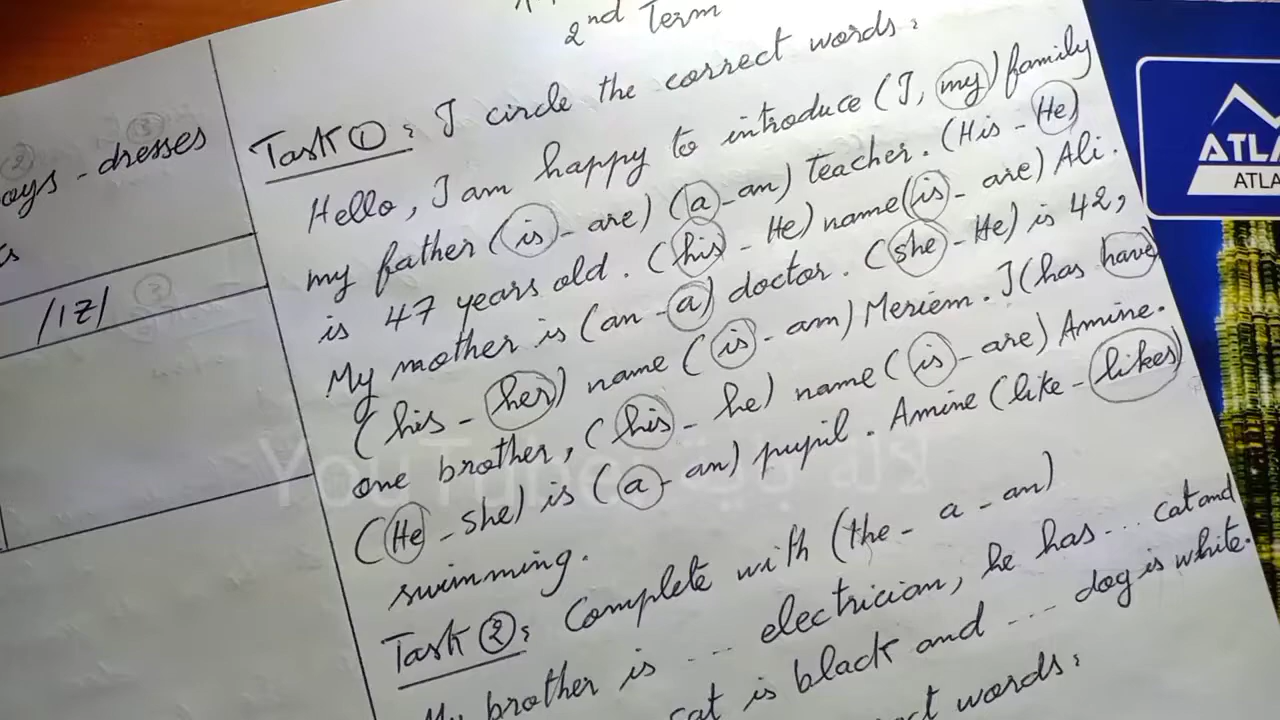 2nd Term
Task 1 : I circle the correct words :
Hello, I am happy to introduce (I, my) family
my father (is - are) (a - an) teacher. (His - He)
is 47 years old. (his - He) name (is - are) Ali.
My mother is (an - a) doctor. (she - He) is 42,
(his - her) name (is - am) Meriem. I (has have)
one brother, (his - he) name (is - are) Amine.
(He - she) is (a - an) pupil. Amine (like - likes)
swimming.
Task 2 : Complete with (the - a - an)
My brother is ... electrician, he has ... cat and
cat is black and ... dog is white.
words :
- dresses
/IZ/ 3
2
3
YouTube
ATLA
ATLA